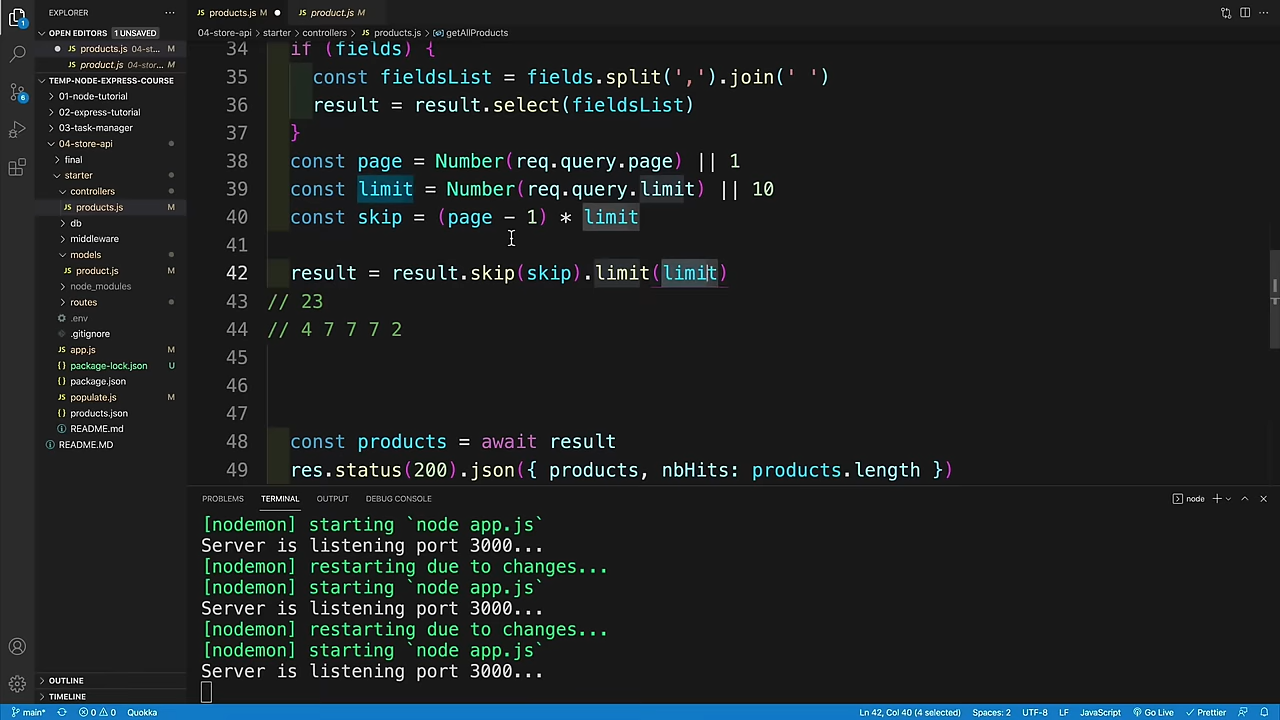 EXPLORER ···
OPEN EDITORS 1 UNSAVED
products.js 04-st... M
product.js 04-stor... M
TEMP-NODE-EXPRESS-COURSE
01-node-tutorial
02-express-tutorial
03-task-manager
04-store-api
final
starter
controllers
products.js M
db
middleware
models
product.js M
node_modules
routes
.env
.gitignore
app.js M
package-lock.json U
package.json
populate.js M
products.json
README.md
README.MD
OUTLINE
TIMELINE
products.js M product.js M
04-store-api > starter > controllers > products.js > getAllProducts
34 if (fields) {
35 const fieldsList = fields.split(',').join(' ')
36 result = result.select(fieldsList)
37 }
38 const page = Number(req.query.page) || 1
39 const limit = Number(req.query.limit) || 10
40 const skip = (page - 1) * limit
41
42 result = result.skip(skip).limit(limit)
43 // 23
44 // 4 7 7 7 2
45
46
47
48 const products = await result
49 res.status(200).json({ products, nbHits: products.length })
PROBLEMS TERMINAL OUTPUT DEBUG CONSOLE node
[nodemon] starting `node app.js`
Server is listening port 3000...
[nodemon] restarting due to changes...
[nodemon] starting `node app.js`
Server is listening port 3000...
[nodemon] restarting due to changes...
[nodemon] starting `node app.js`
Server is listening port 3000...
main* 0 0 Quokka Ln 42, Col 40 (4 selected) Spaces: 2 UTF-8 LF JavaScript Go Live Prettier